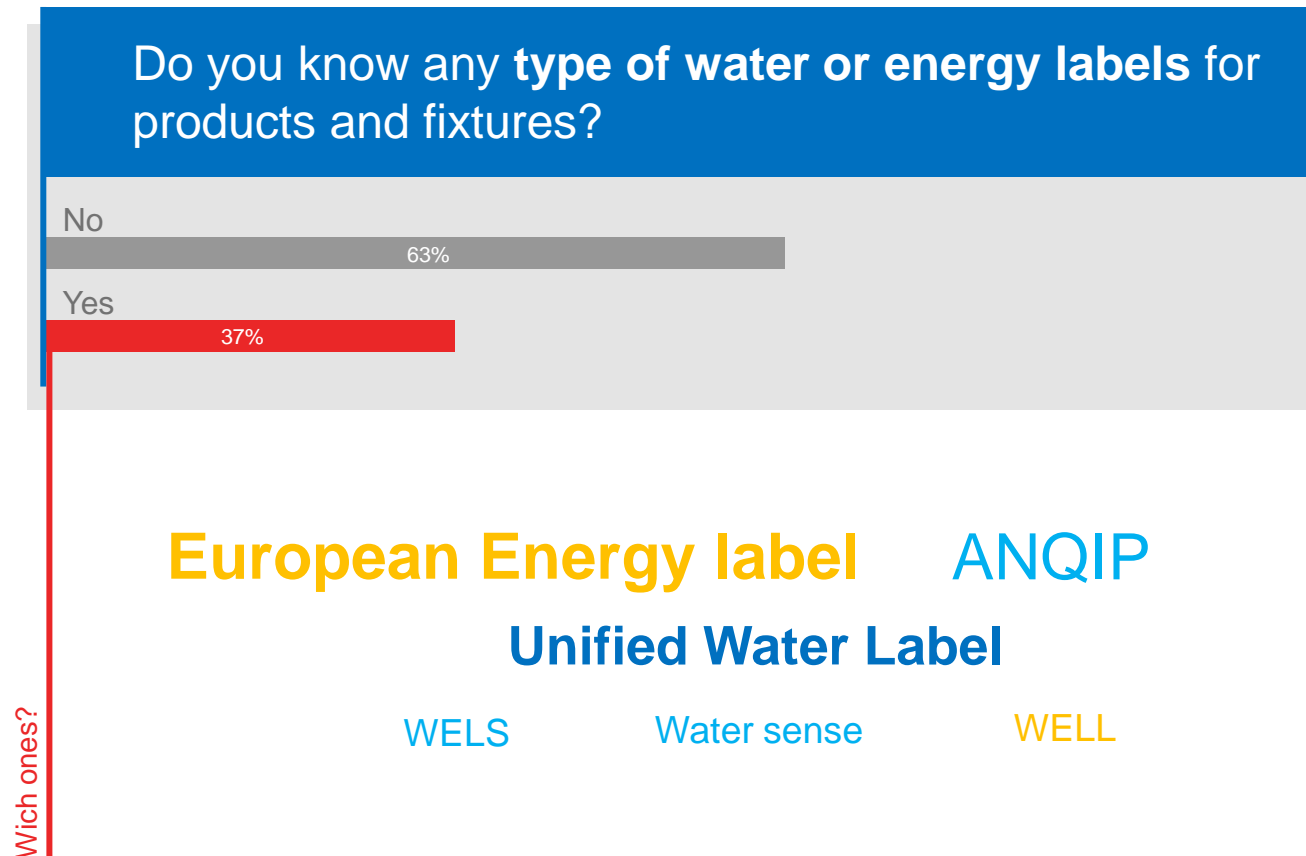 Do you know any type of water or energy labels for
products and fixtures?
No
63%
Yes
37%
European Energy label
ANQIP
Unified Water Label
WELS
Water sense
WELL
Wich ones?